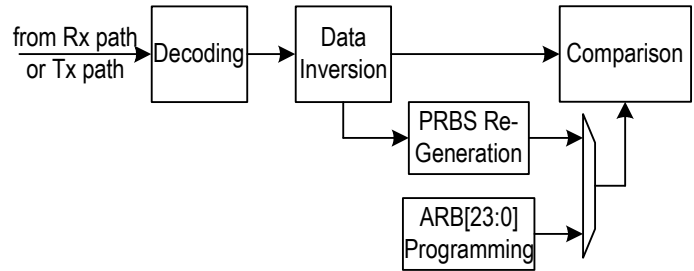 from Rx path
or Tx path
Decoding
Data
Inversion
Comparison
PRBS Re-
Generation
ARB[23:0]
Programming